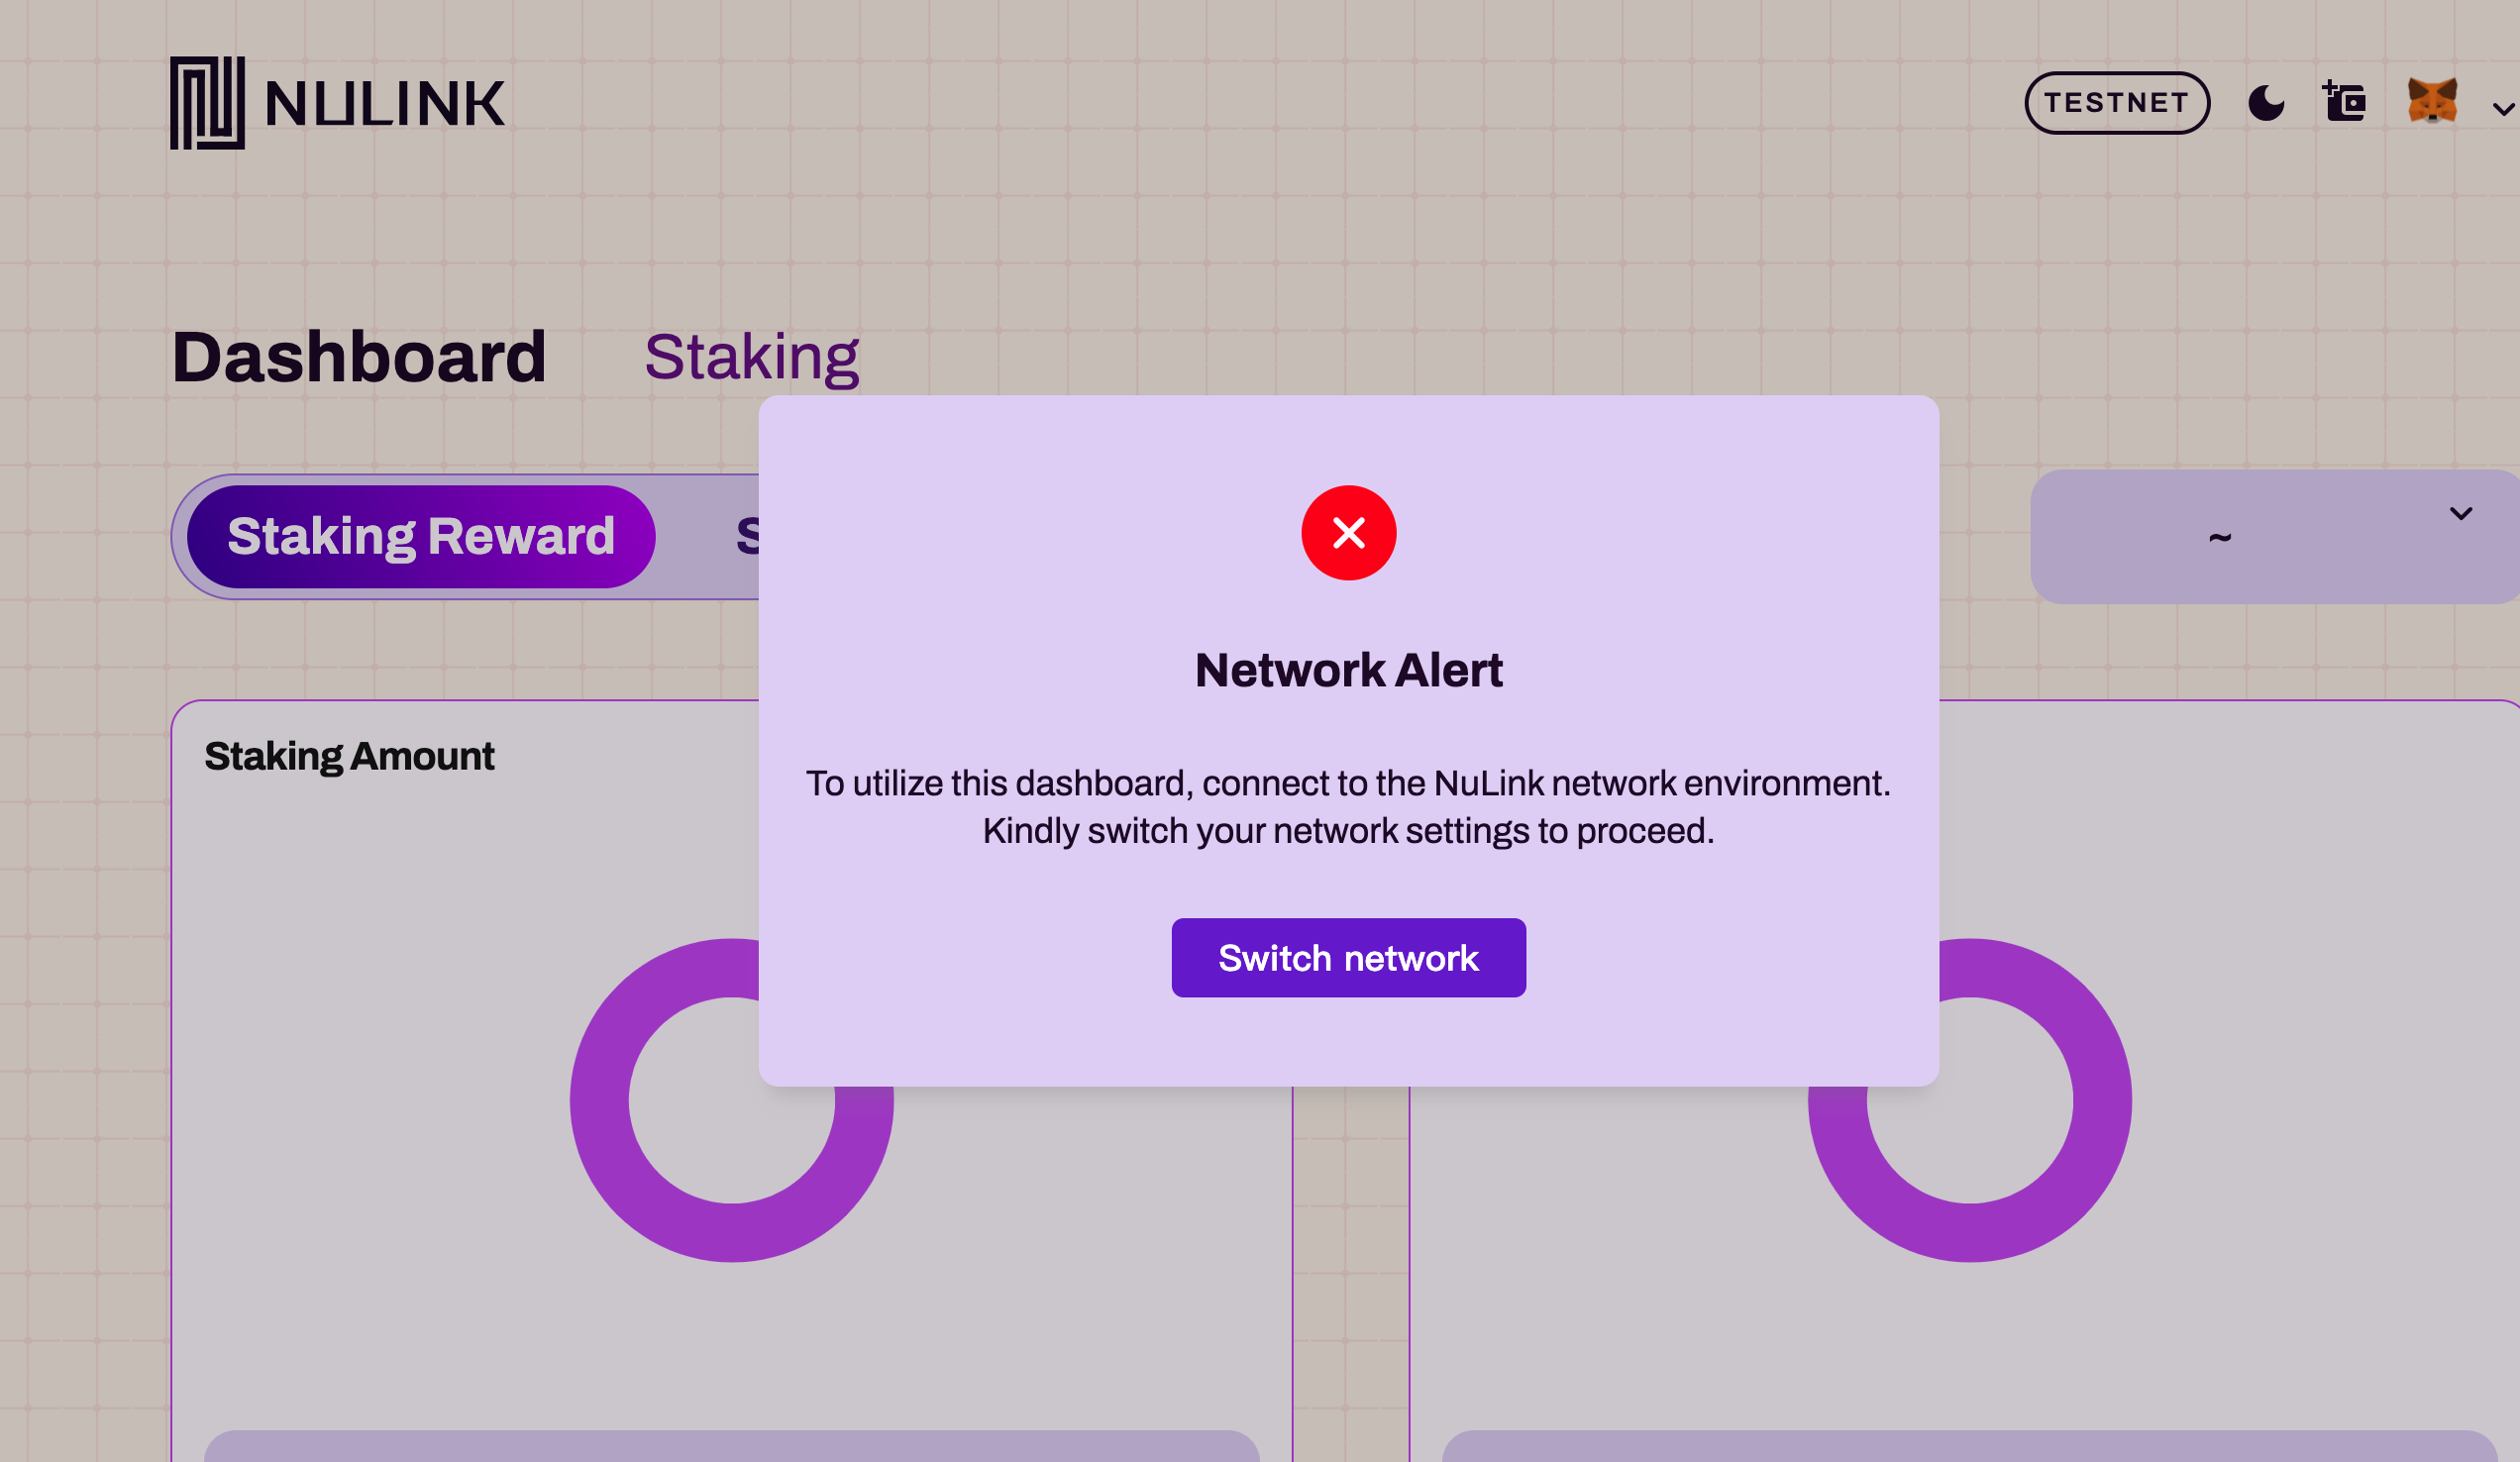 NULINK
TESTNET
Dashboard
Staking
Staking Reward
S
~
Network Alert
Staking Amount
To utilize this dashboard, connect to the NuLink network environment.
Kindly switch your network settings to proceed.
Switch network